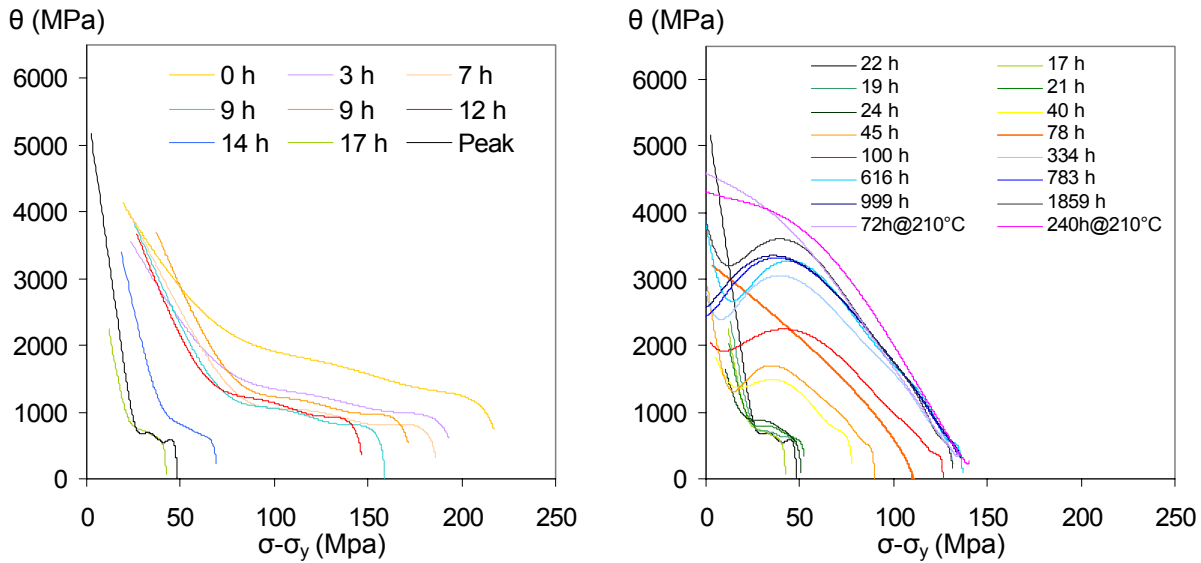 θ (MPa)
6000
5000
4000
3000
2000
1000
0
0 h
3 h
7 h
9 h
9 h
12 h
14 h
17 h
Peak
0
50
100
150
200
250
σ-σy (Mpa)
θ (MPa)
6000
5000
4000
3000
2000
1000
0
22 h
17 h
19 h
21 h
24 h
40 h
45 h
78 h
100 h
334 h
616 h
783 h
999 h
1859 h
72h@210°C
240h@210°C
0
50
100
150
200
250
σ-σy (Mpa)